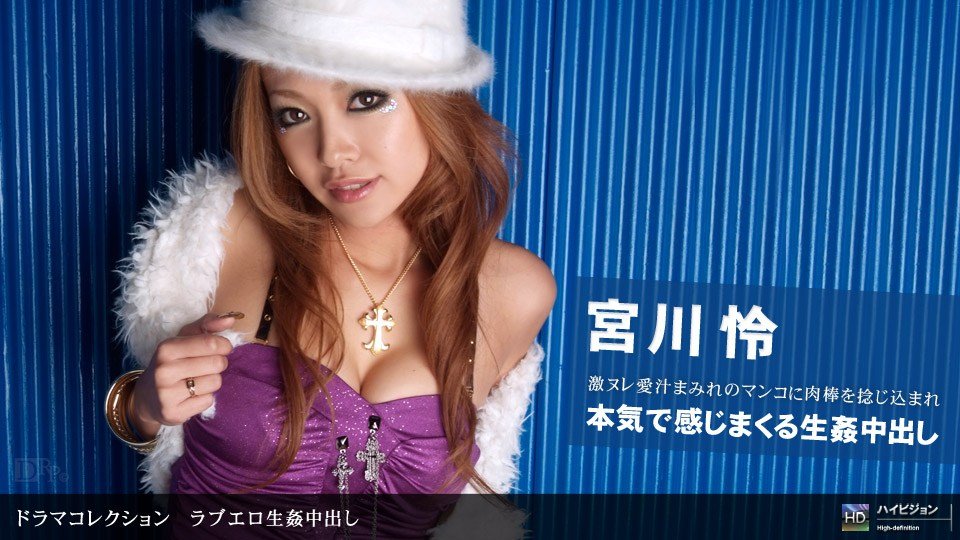 宮川 怜
激ヌレ愛汁まみれのマンコに肉棒を捻じ込まれ
本気で感じまくる生姦中出し
ドラマコレクション ラブエロ生姦中出し
HD ハイビジョン
High-definition